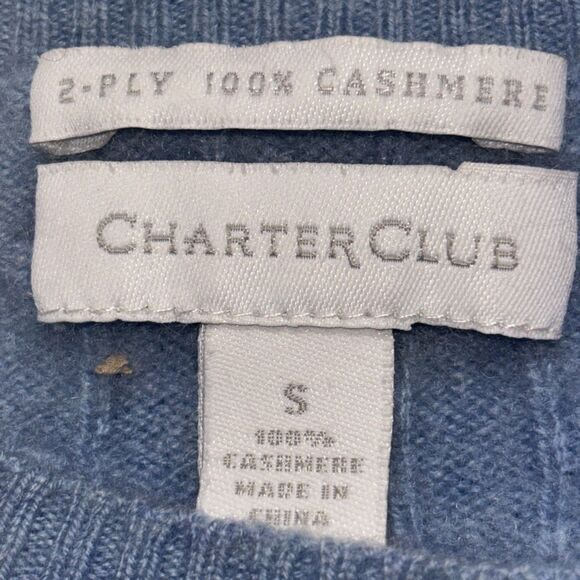 2-PLY 100% CASHMERE
CHARTER CLUB
S
100%
CASHMERE
MADE IN
CHINA